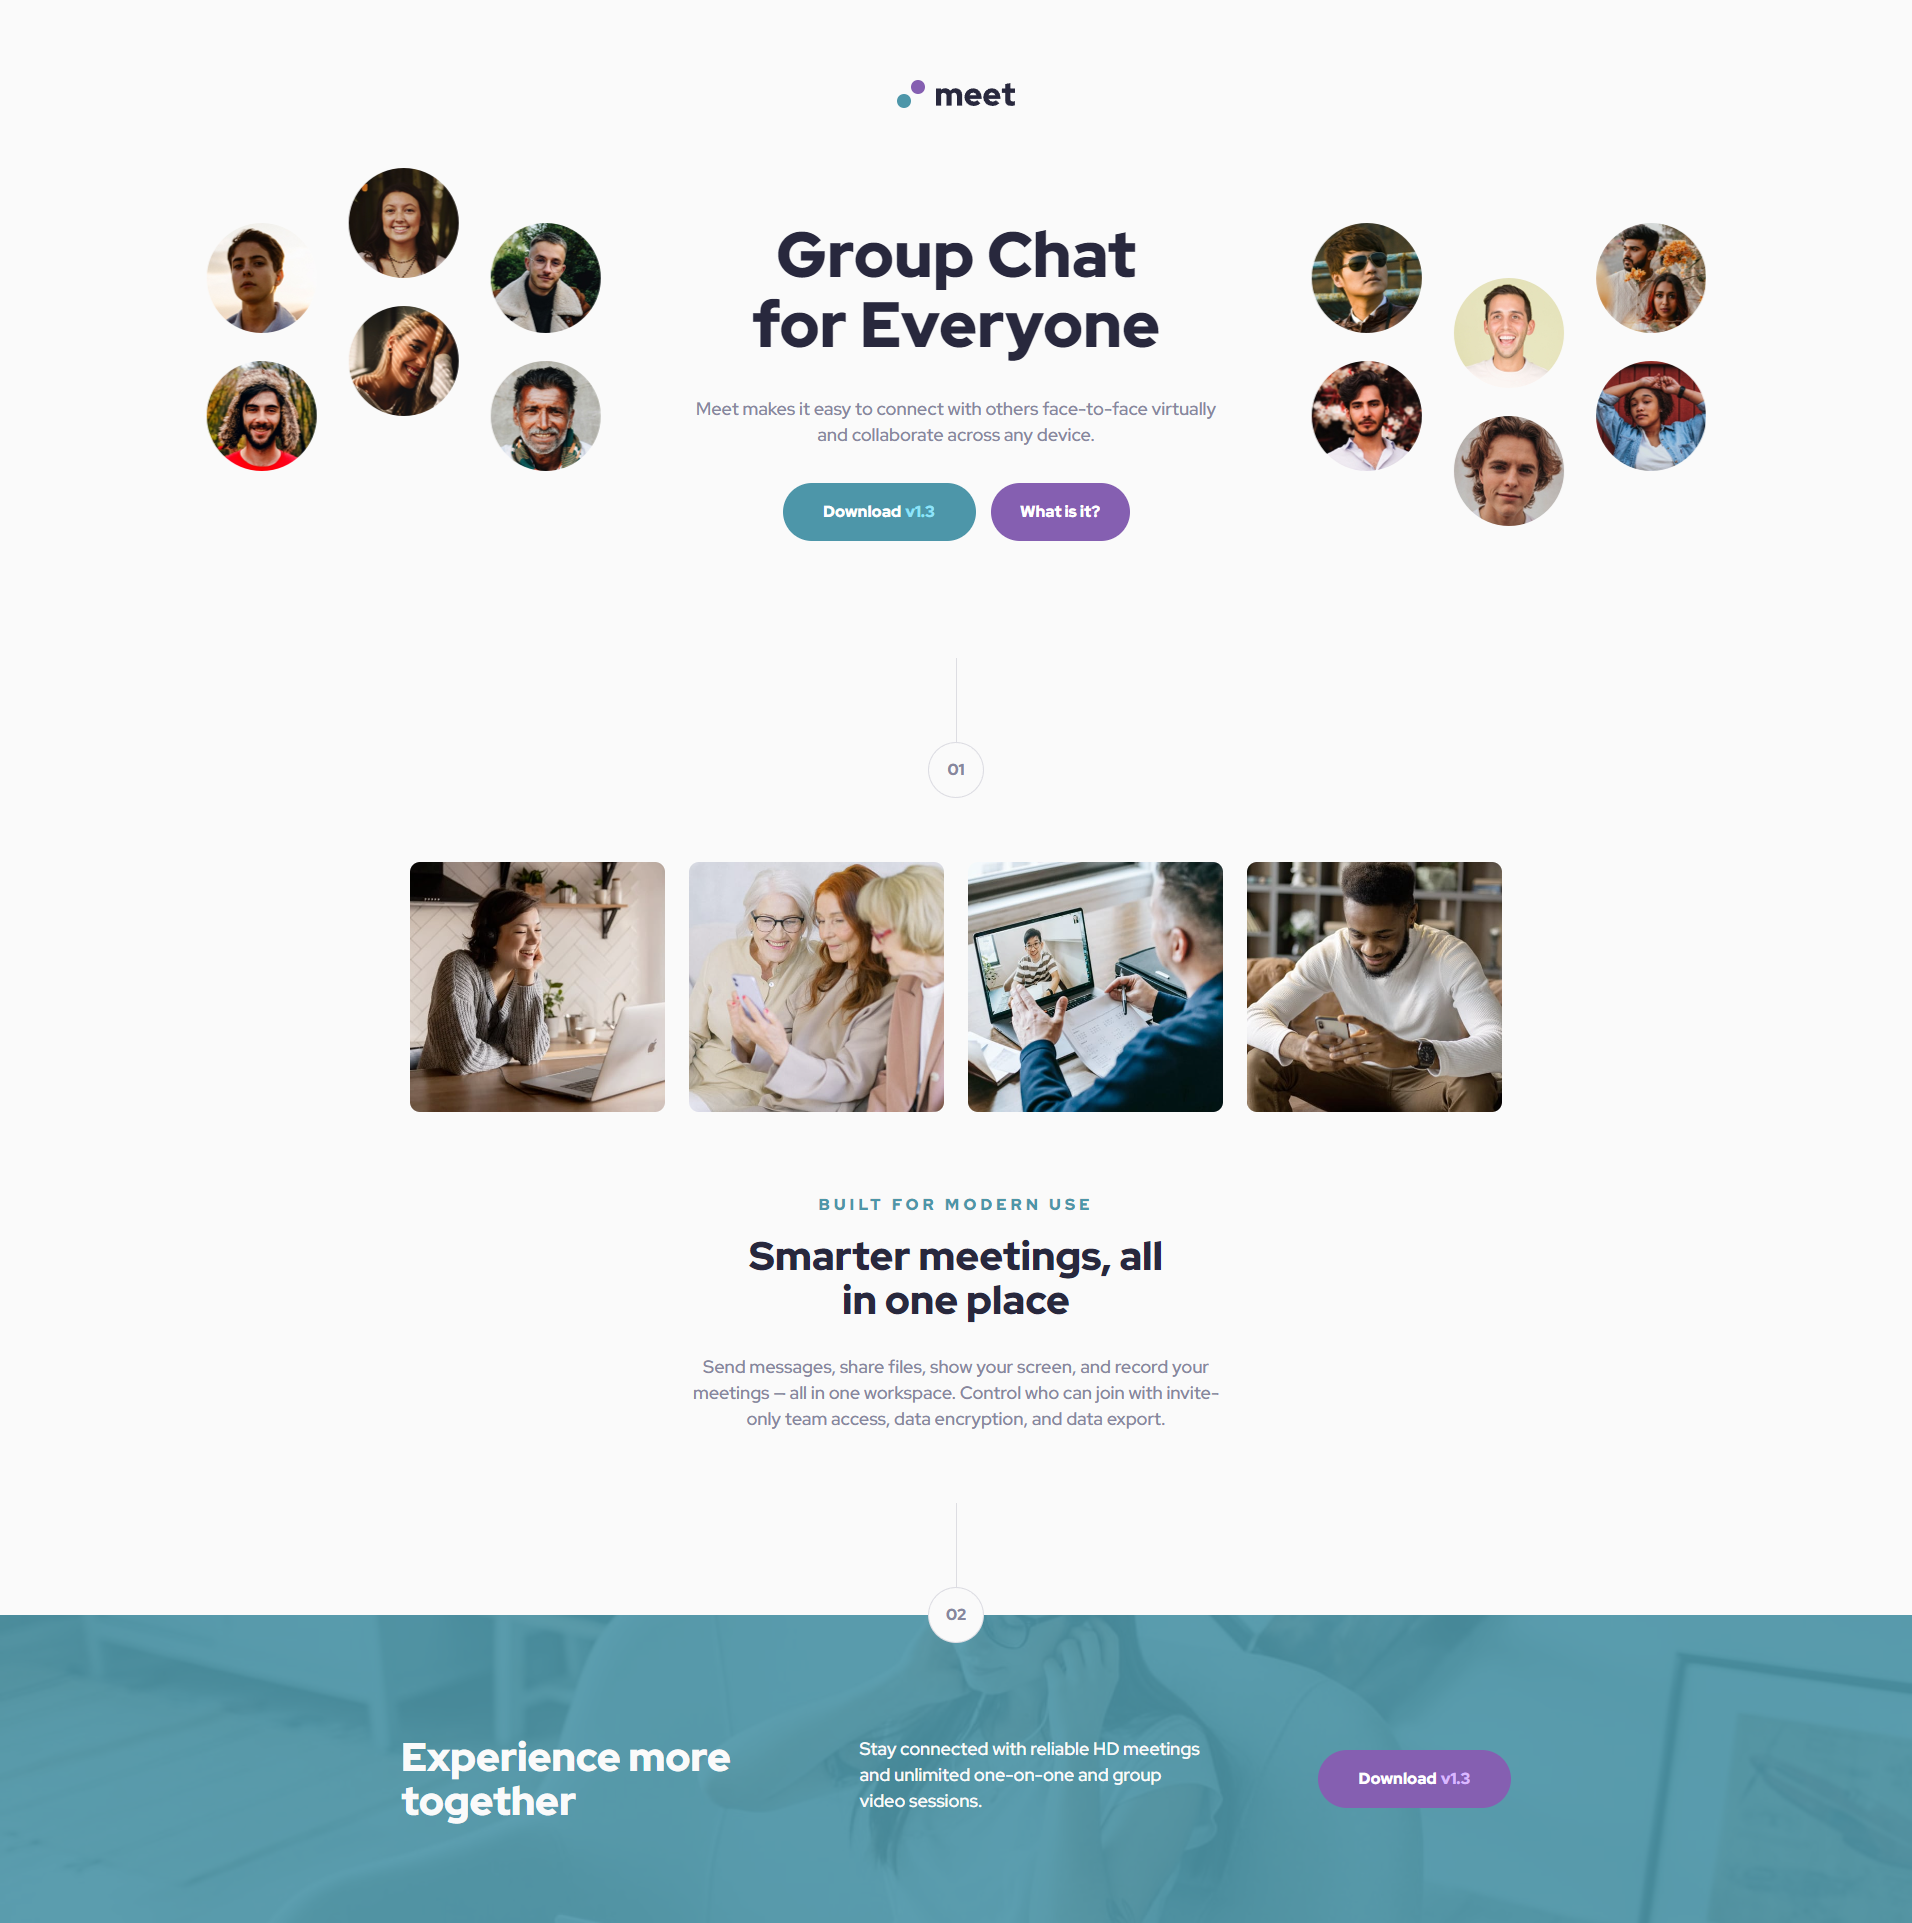 meet
Group Chat
for Everyone
Meet makes it easy to connect with others face-to-face virtually
and collaborate across any device.
Download v1.3
What is it?
01
BUILT FOR MODERN USE
Smarter meetings, all
in one place
Send messages, share files, show your screen, and record your
meetings — all in one workspace. Control who can join with invite-
only team access, data encryption, and data export.
02
Experience more
together
Stay connected with reliable HD meetings
and unlimited one-on-one and group
video sessions.
Download v1.3